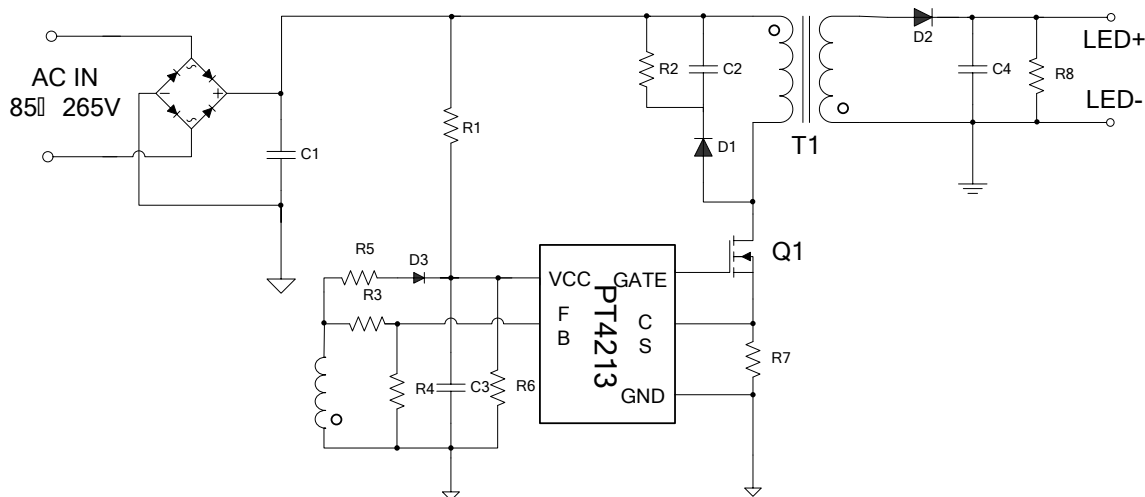 AC IN
85▯ 265V
~
~
−
+
C1
R1
R2
C2
D1
T1
D2
C4
R8
LED+
LED-
Q1
R5
D3
R3
R4
C3
R6
VCC
GATE
F
B
C
S
GND
PT4213
R7